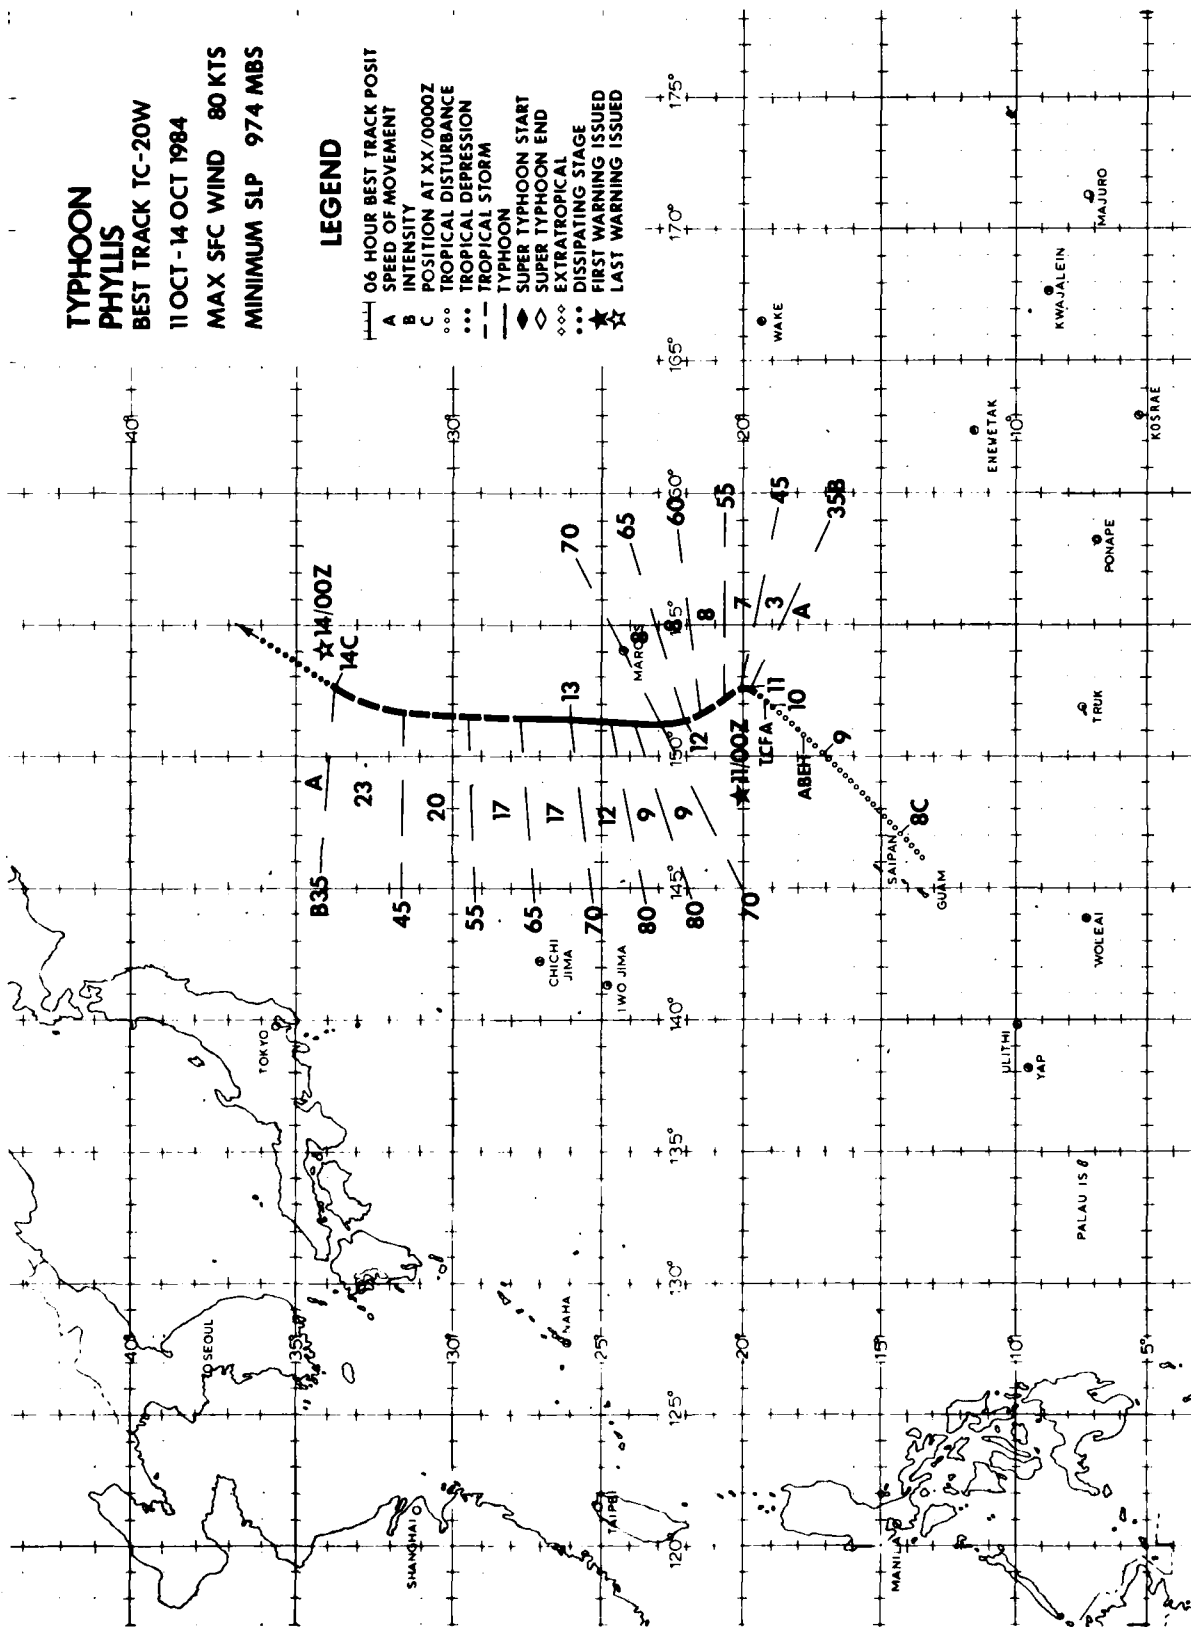 TYPHOON
PHYLLIS
BEST TRACK TC-20W
11 OCT - 14 OCT 1984
MAX SFC WIND 80 KTS
MINIMUM SLP 974 MBS
LEGEND
06 HOUR BEST TRACK POSIT
A SPEED OF MOVEMENT
B INTENSITY
C POSITION AT XX/0000Z
TROPICAL DISTURBANCE
TROPICAL DEPRESSION
TROPICAL STORM
TYPHOON
SUPER TYPHOON START
SUPER TYPHOON END
EXTRATROPICAL
DISSIPATING STAGE
FIRST WARNING ISSUED
LAST WARNING ISSUED
40°
40°
35°
30°
30°
25°
20°
20°
15°
10°
10°
5°
120°
125°
130°
135°
140°
145°
150°
155°
160°
165°
170°
175°
☆14/00Z
14C
13
12
★11/00Z
11
TCFA
10
ABEH
9
8C
B35
45
55
65
70
80
80
70
A
23
20
17
17
12
9
9
70
65
60
55
45
35B
8
8
8
7
3
A
SEOUL
TOKYO
SHANGHAI
NAHA
TAIPEI
MANILA
CHICHI
JIMA
IWO JIMA
MARCUS
SAIPAN
GUAM
WAKE
ENEWETAK
KWAJALEIN
MAJURO
KOSRAE
PONAPE
TRUK
WOLEAI
ULITHI
YAP
PALAU IS